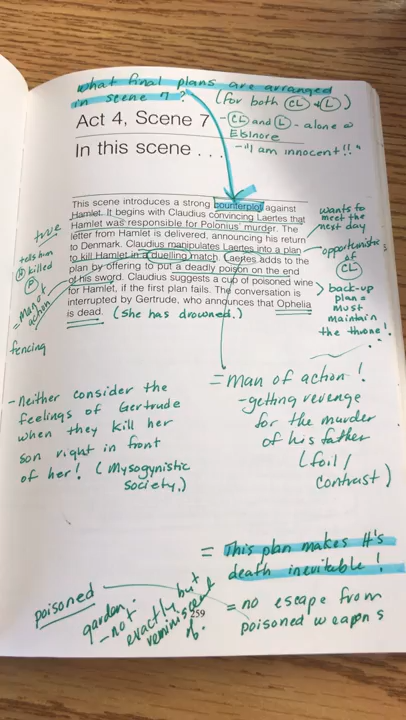 What final plans are arranged
in scene 7? (for both CL + L)
Act 4, Scene 7
- CL and L - alone @
Elsinore
- "I am innocent!!"
In this scene . . .
This scene introduces a strong counterplot against
Hamlet. It begins with Claudius convincing Laertes that
Hamlet was responsible for Polonius' murder. The
letter from Hamlet is delivered, announcing his return
to Denmark. Claudius manipulates Laertes into a plan
to kill Hamlet in a duelling match. Laertes adds to the
plan by offering to put a deadly poison on the end
of his sword. Claudius suggests a cup of poisoned wine
for Hamlet, if the first plan fails. The conversation is
interrupted by Gertrude, who announces that Ophelia
is dead. (she has drowned.)
true
tells him
H killed
P
= man of
action
fencing
wants to
meet the
next day
opportunistic
of
CL
> back-up
plan =
must
maintain
the throne!
- Neither consider the
feelings of Gertrude
when they kill her
son right in front
of her! (Mysogynistic
society.)
= man of action!
- getting revenge
for the murder
of his father
(foil/
contrast)
= This plan makes H's
death inevitable!
= no escape from
poisoned weapons
poisoned
garden.
- not
exactly, but
reminiscent
of.
259